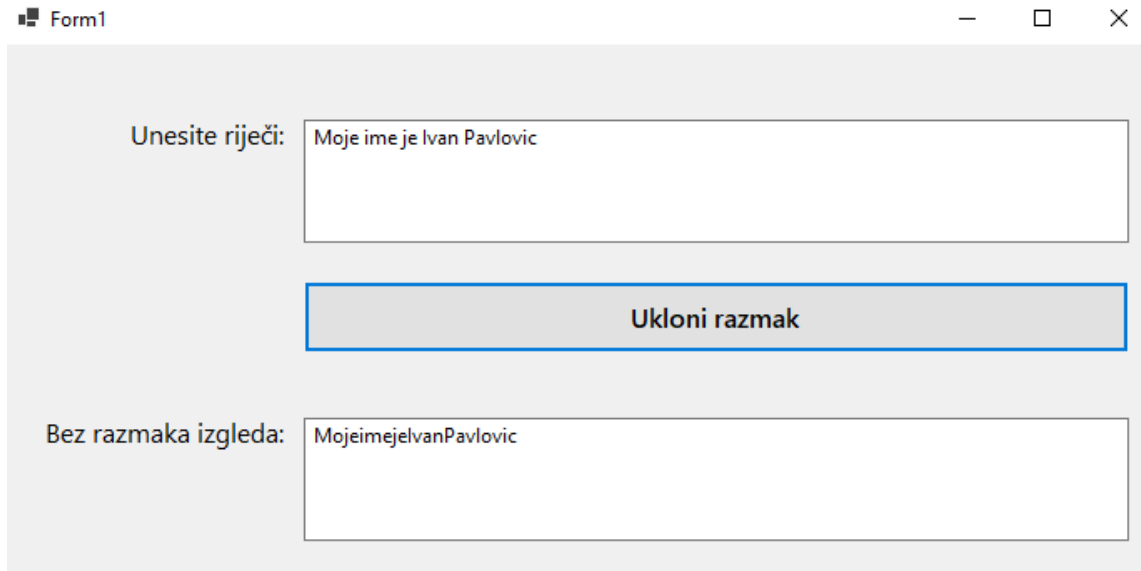 Form1
Unesite riječi:
Moje ime je Ivan Pavlovic
Ukloni razmak
Bez razmaka izgleda:
MojeimejeIvanPavlovic